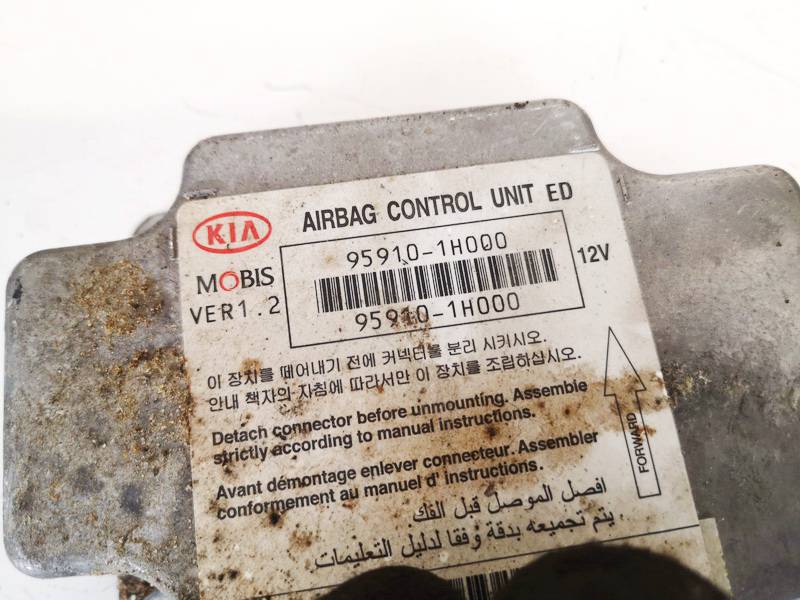 AIRBAG CONTROL UNIT ED
KIA
95910-1H000
MOBIS
12V
VER1.2
95910-1H000
이 장치를 떼어내기 전에 커넥터를 분리 시키시오.
안내 책자의 지침에 따라서만 이 장치를 조립하십시오.
Detach connector before unmounting. Assemble
strictly according to manual instructions.
Avant démontage enlever connecteur. Assembler
conformement au manuel d' instructions.
FORWARD
افصل الموصل قبل الفك
يتم تجميعه بدقة وفقا لدليل التعليمات